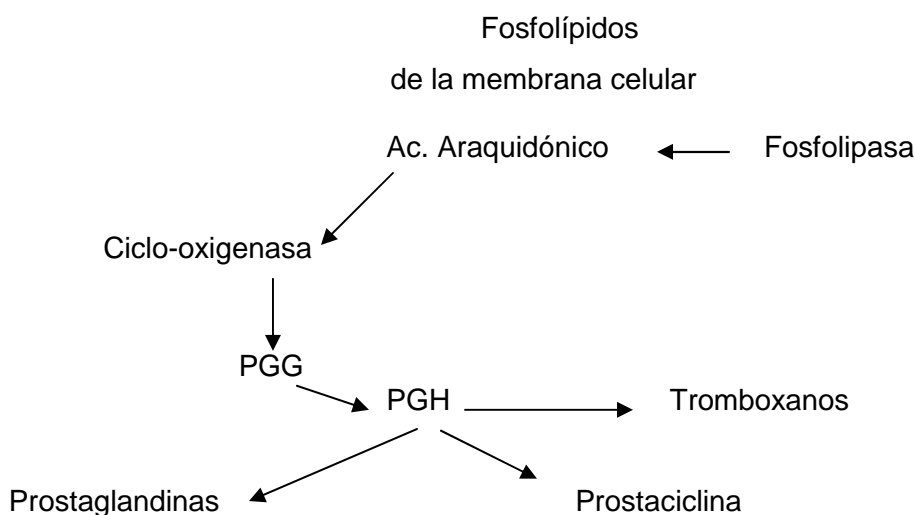 Fosfolípidos
de la membrana celular
Ac. Araquidónico
Fosfolipasa
Ciclo-oxigenasa
PGG
PGH
Tromboxanos
Prostaglandinas
Prostaciclina